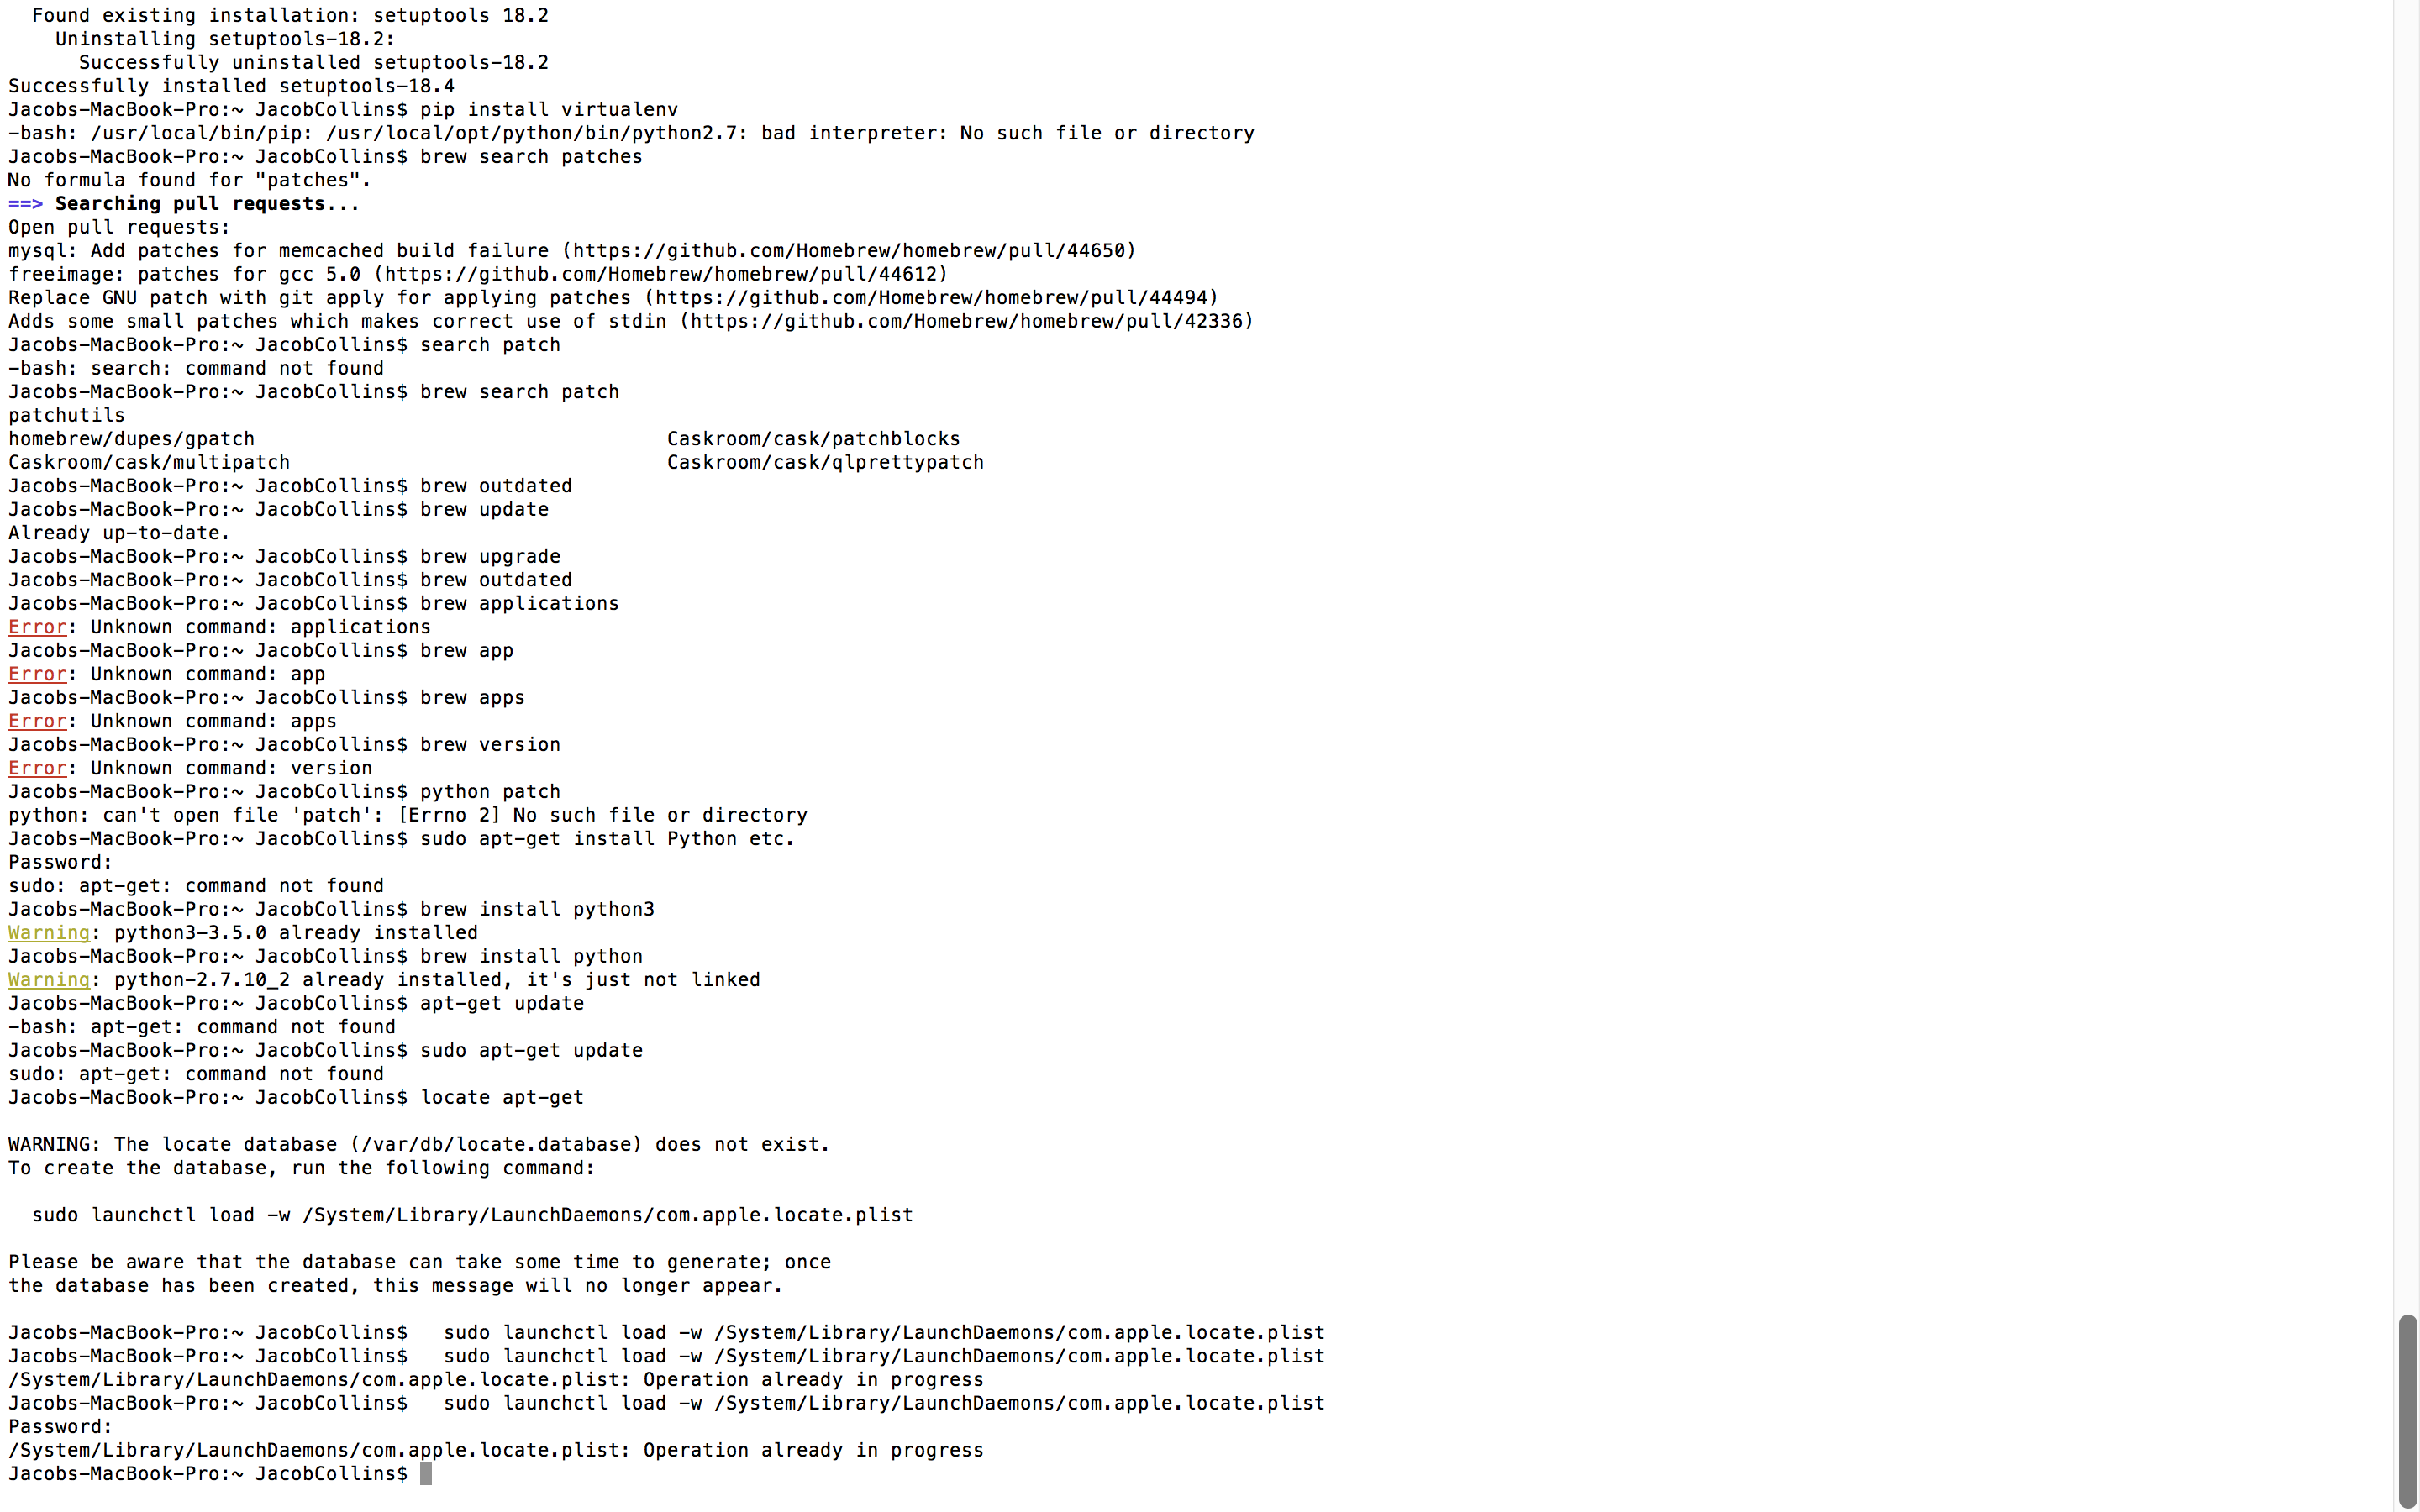 Found existing installation: setuptools 18.2
    Uninstalling setuptools-18.2:
      Successfully uninstalled setuptools-18.2
Successfully installed setuptools-18.4
Jacobs-MacBook-Pro:~ JacobCollins$ pip install virtualenv
-bash: /usr/local/bin/pip: /usr/local/opt/python/bin/python2.7: bad interpreter: No such file or directory
Jacobs-MacBook-Pro:~ JacobCollins$ brew search patches
No formula found for "patches".
==> Searching pull requests...
Open pull requests:
mysql: Add patches for memcached build failure (https://github.com/Homebrew/homebrew/pull/44650)
freeimage: patches for gcc 5.0 (https://github.com/Homebrew/homebrew/pull/44612)
Replace GNU patch with git apply for applying patches (https://github.com/Homebrew/homebrew/pull/44494)
Adds some small patches which makes correct use of stdin (https://github.com/Homebrew/homebrew/pull/42336)
Jacobs-MacBook-Pro:~ JacobCollins$ search patch
-bash: search: command not found
Jacobs-MacBook-Pro:~ JacobCollins$ brew search patch
patchutils
homebrew/dupes/gpatch                                   Caskroom/cask/patchblocks
Caskroom/cask/multipatch                                Caskroom/cask/qlprettypatch
Jacobs-MacBook-Pro:~ JacobCollins$ brew outdated
Jacobs-MacBook-Pro:~ JacobCollins$ brew update
Already up-to-date.
Jacobs-MacBook-Pro:~ JacobCollins$ brew upgrade
Jacobs-MacBook-Pro:~ JacobCollins$ brew outdated
Jacobs-MacBook-Pro:~ JacobCollins$ brew applications
Error: Unknown command: applications
Jacobs-MacBook-Pro:~ JacobCollins$ brew app
Error: Unknown command: app
Jacobs-MacBook-Pro:~ JacobCollins$ brew apps
Error: Unknown command: apps
Jacobs-MacBook-Pro:~ JacobCollins$ brew version
Error: Unknown command: version
Jacobs-MacBook-Pro:~ JacobCollins$ python patch
python: can't open file 'patch': [Errno 2] No such file or directory
Jacobs-MacBook-Pro:~ JacobCollins$ sudo apt-get install Python etc.
Password:
sudo: apt-get: command not found
Jacobs-MacBook-Pro:~ JacobCollins$ brew install python3
Warning: python3-3.5.0 already installed
Jacobs-MacBook-Pro:~ JacobCollins$ brew install python
Warning: python-2.7.10_2 already installed, it's just not linked
Jacobs-MacBook-Pro:~ JacobCollins$ apt-get update
-bash: apt-get: command not found
Jacobs-MacBook-Pro:~ JacobCollins$ sudo apt-get update
sudo: apt-get: command not found
Jacobs-MacBook-Pro:~ JacobCollins$ locate apt-get

WARNING: The locate database (/var/db/locate.database) does not exist.
To create the database, run the following command:

  sudo launchctl load -w /System/Library/LaunchDaemons/com.apple.locate.plist

Please be aware that the database can take some time to generate; once
the database has been created, this message will no longer appear.

Jacobs-MacBook-Pro:~ JacobCollins$   sudo launchctl load -w /System/Library/LaunchDaemons/com.apple.locate.plist
Jacobs-MacBook-Pro:~ JacobCollins$   sudo launchctl load -w /System/Library/LaunchDaemons/com.apple.locate.plist
/System/Library/LaunchDaemons/com.apple.locate.plist: Operation already in progress
Jacobs-MacBook-Pro:~ JacobCollins$   sudo launchctl load -w /System/Library/LaunchDaemons/com.apple.locate.plist
Password:
/System/Library/LaunchDaemons/com.apple.locate.plist: Operation already in progress
Jacobs-MacBook-Pro:~ JacobCollins$